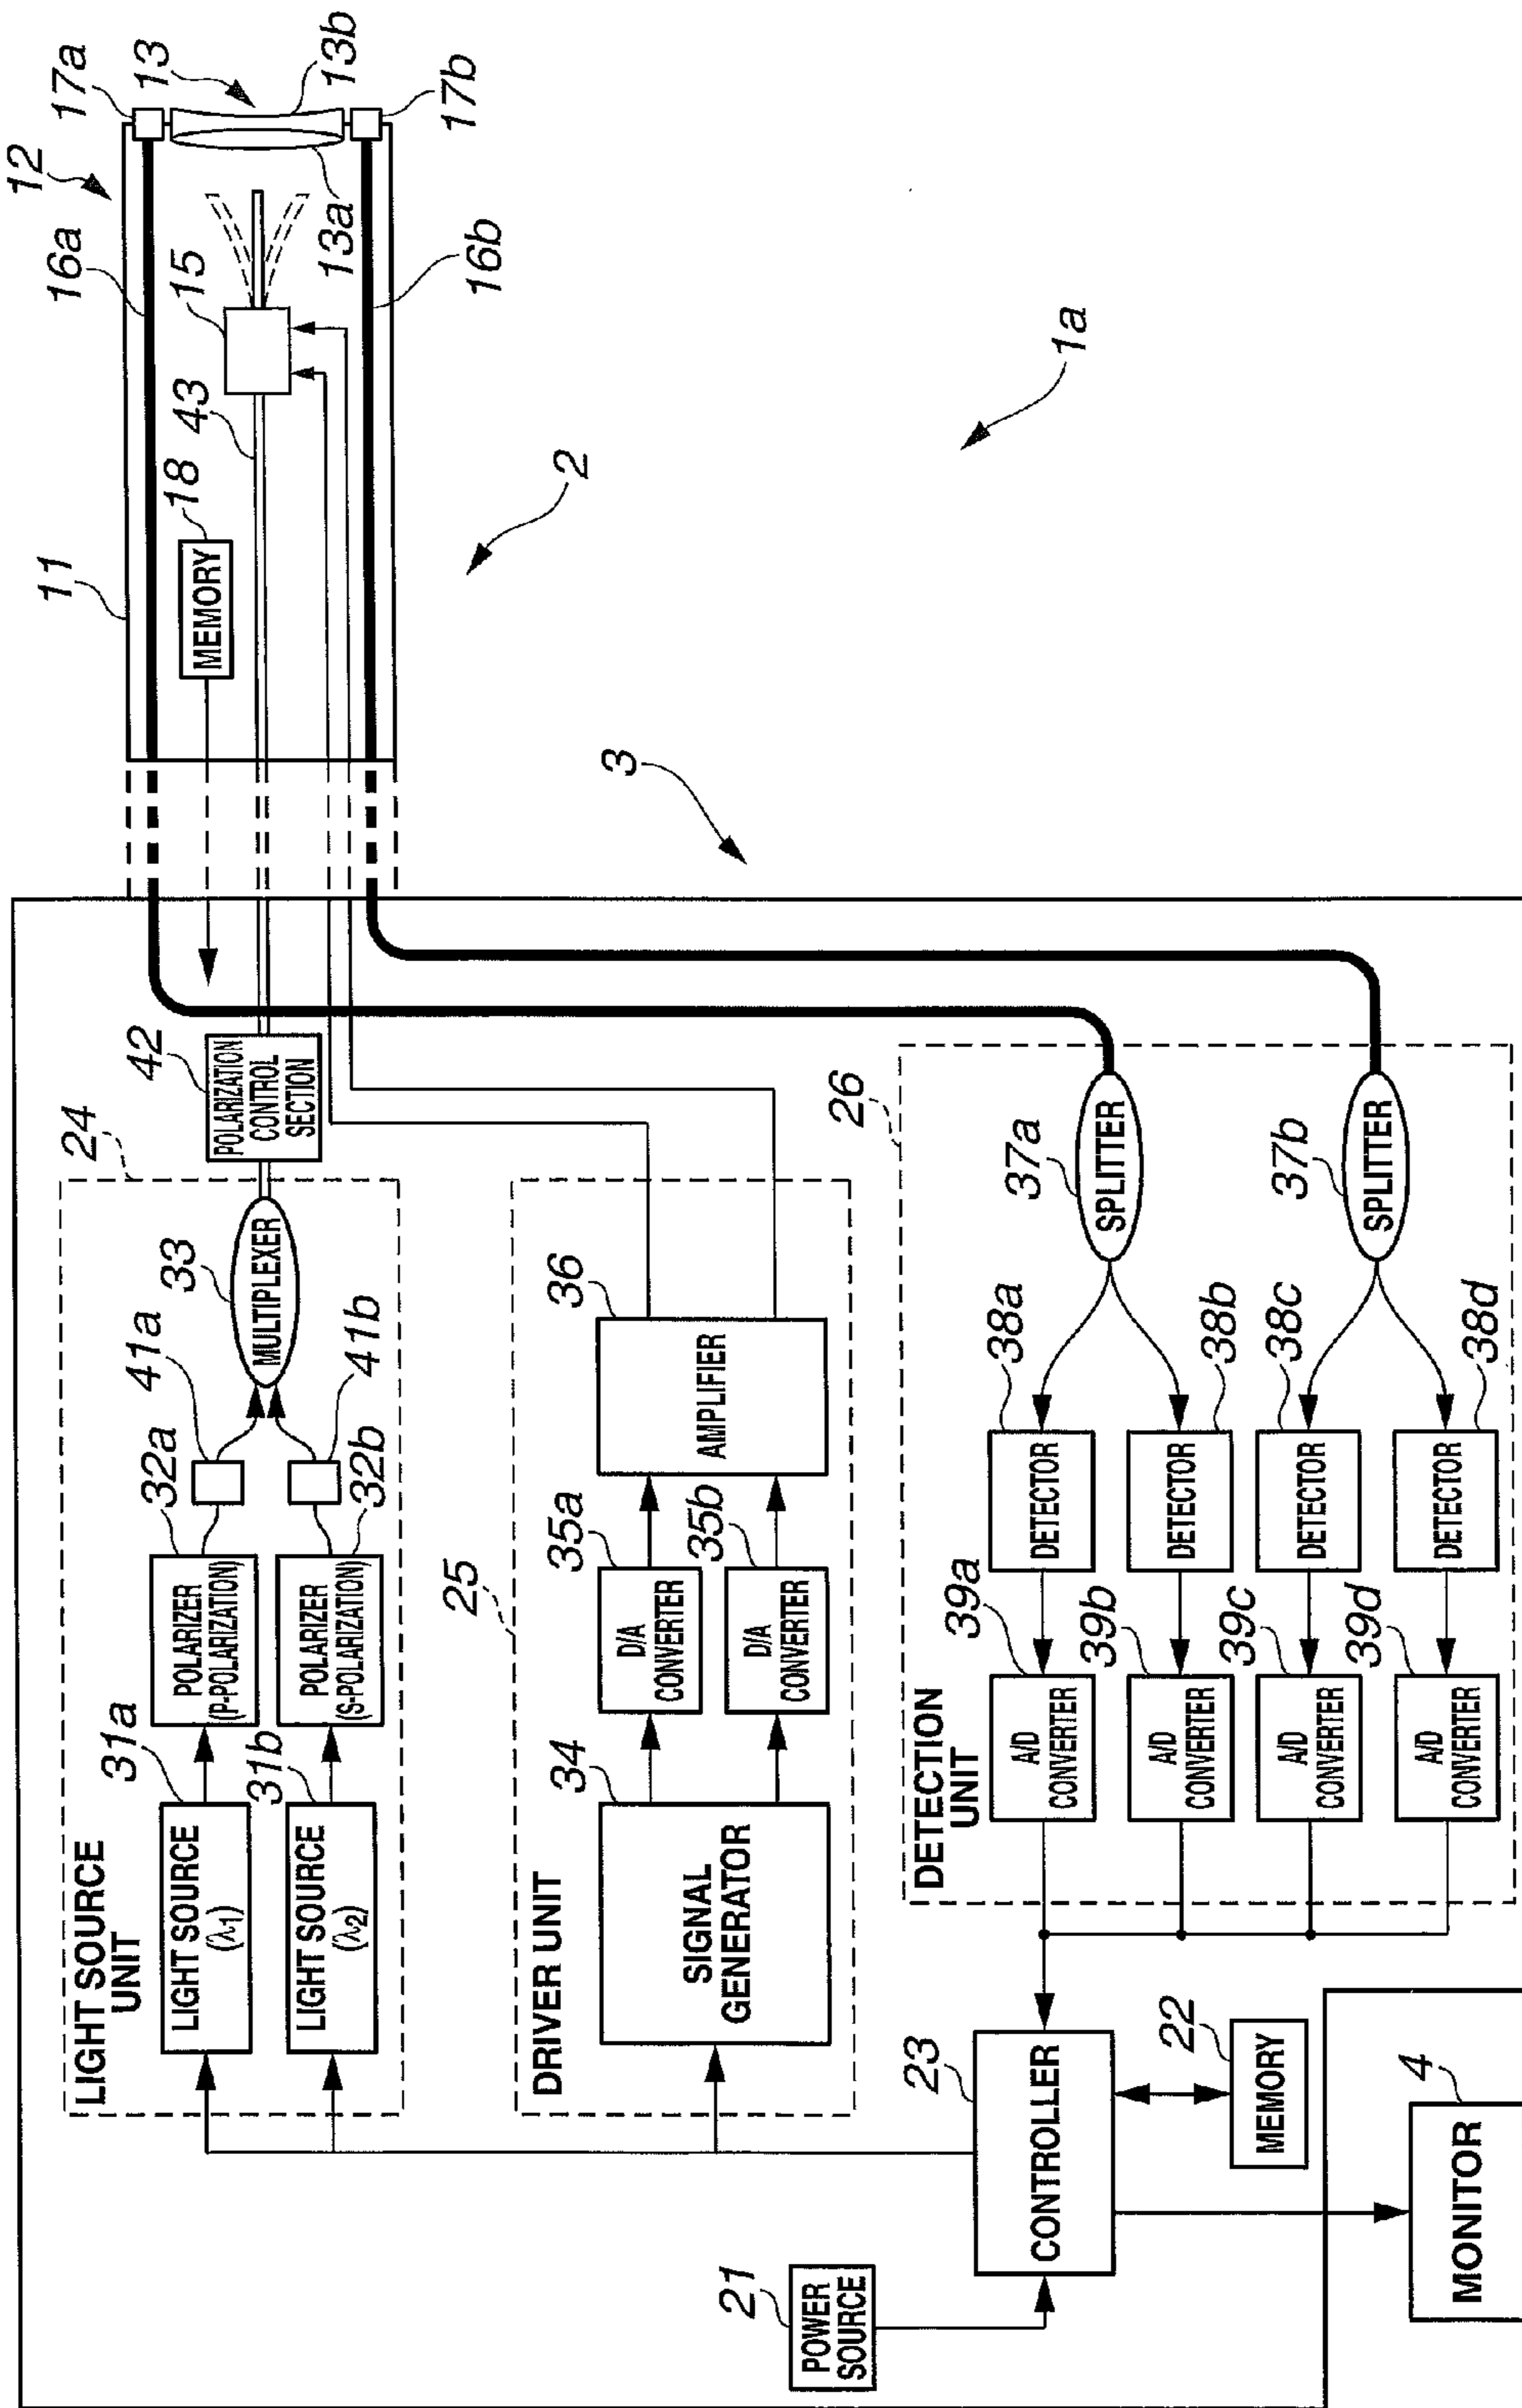 1a
2
3
11
12
13
13a
13b
15
16a
16b
17a
17b
18
MEMORY
43
42
POLARIZATION
CONTROL
SECTION
24
LIGHT SOURCE
UNIT
31a
LIGHT SOURCE
(λ1)
31b
LIGHT SOURCE
(λ2)
32a
POLARIZER
(P-POLARIZATION)
32b
POLARIZER
(S-POLARIZATION)
41a
41b
33
MULTIPLEXER
25
DRIVER UNIT
34
SIGNAL
GENERATOR
35a
D/A
CONVERTER
35b
D/A
CONVERTER
36
AMPLIFIER
26
DETECTION
UNIT
37a
SPLITTER
37b
SPLITTER
38a
DETECTOR
38b
DETECTOR
38c
DETECTOR
38d
DETECTOR
39a
A/D
CONVERTER
39b
A/D
CONVERTER
39c
A/D
CONVERTER
39d
A/D
CONVERTER
21
POWER
SOURCE
23
CONTROLLER
22
MEMORY
4
MONITOR